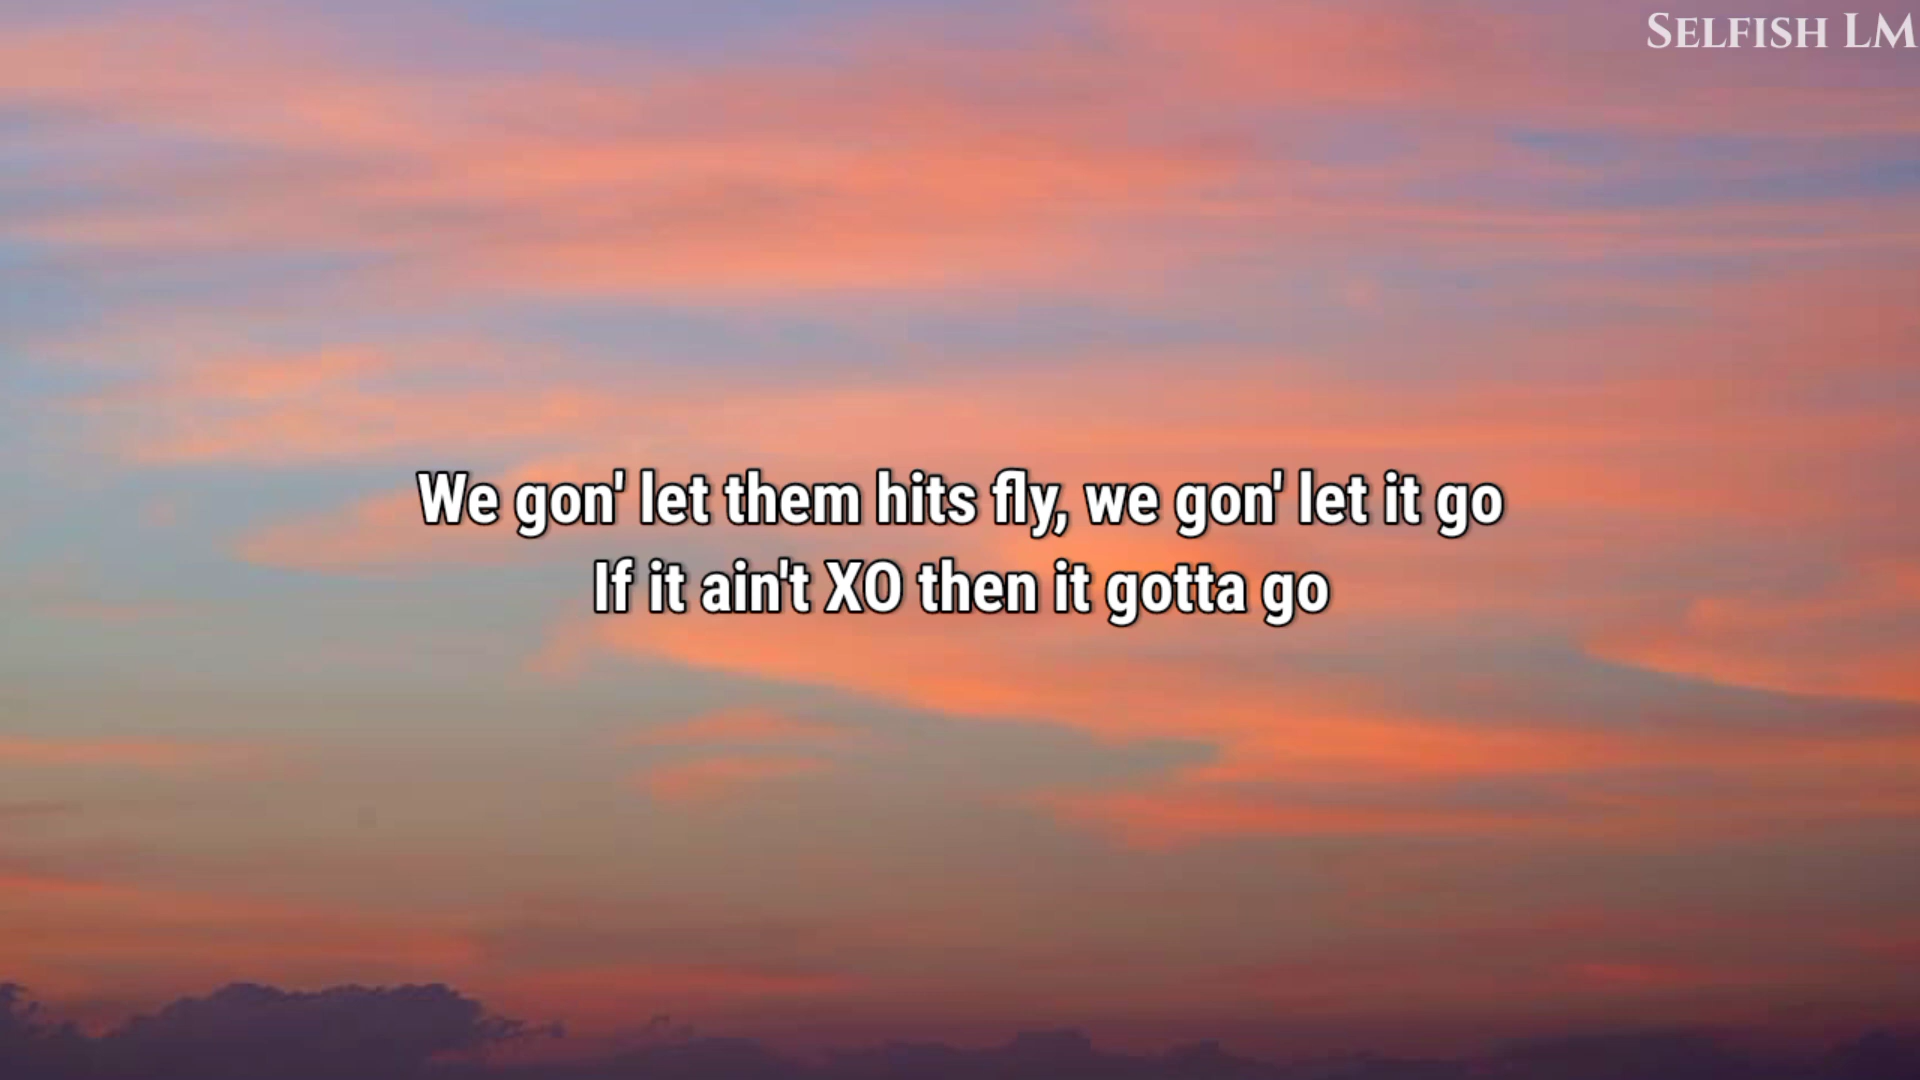 SELFISH LM
We gon' let them hits fly, we gon' let it go
If it ain't XO then it gotta go